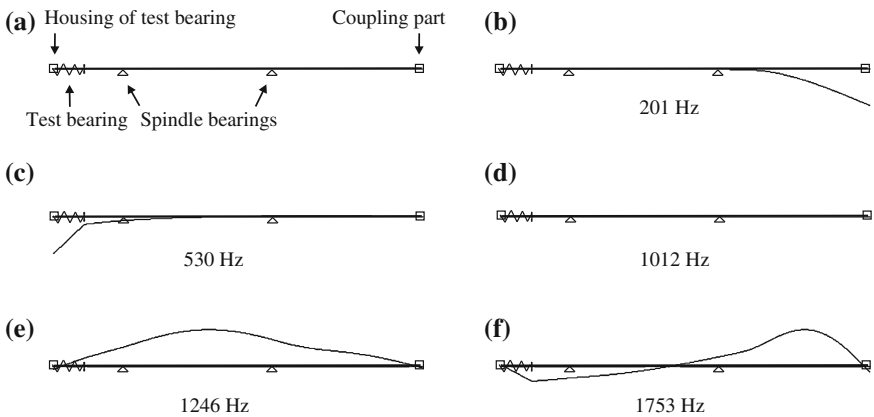 (a)
Housing of test bearing
Coupling part
Test bearing
Spindle bearings
(b)
201 Hz
(c)
530 Hz
(d)
1012 Hz
(e)
1246 Hz
(f)
1753 Hz